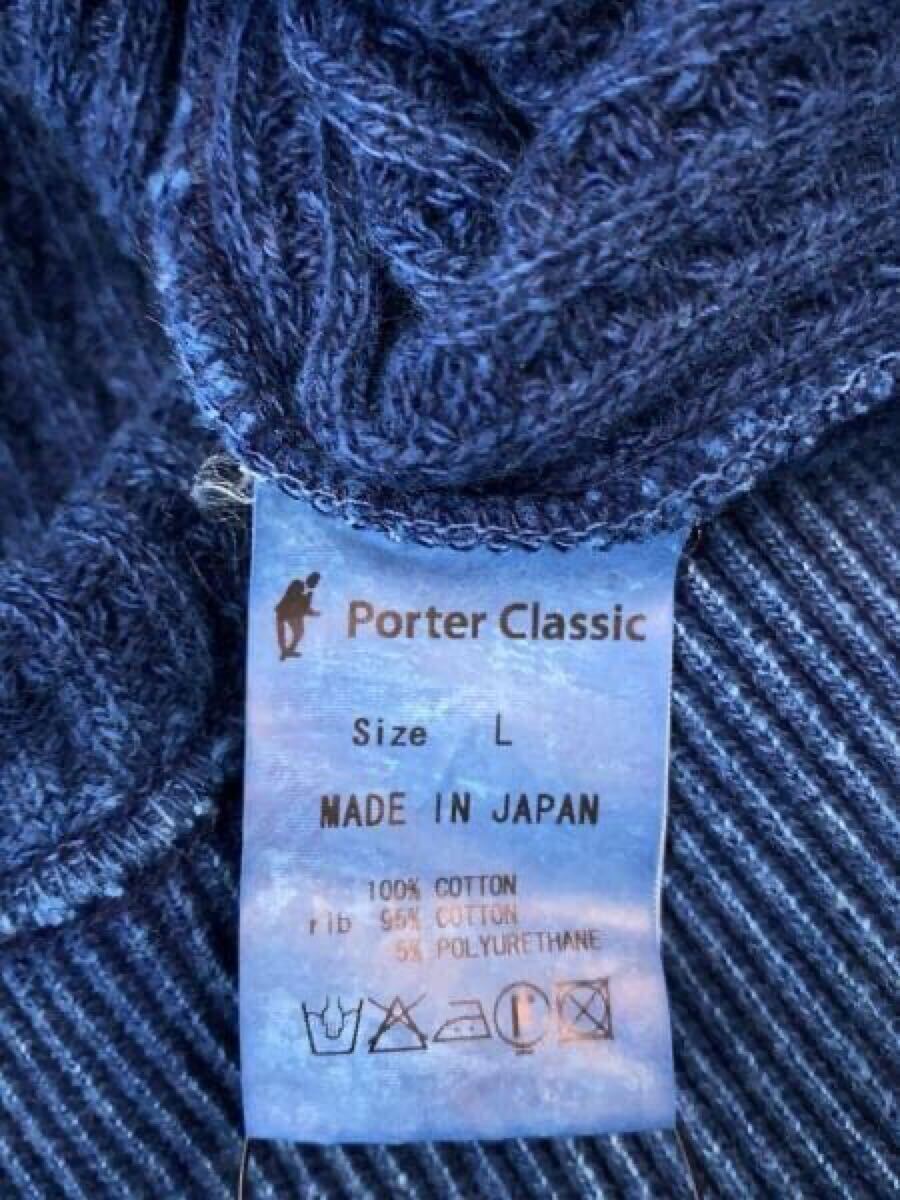 Porter Classic
Size L
MADE IN JAPAN
100% COTTON
rib 95% COTTON
5% POLYURETHANE